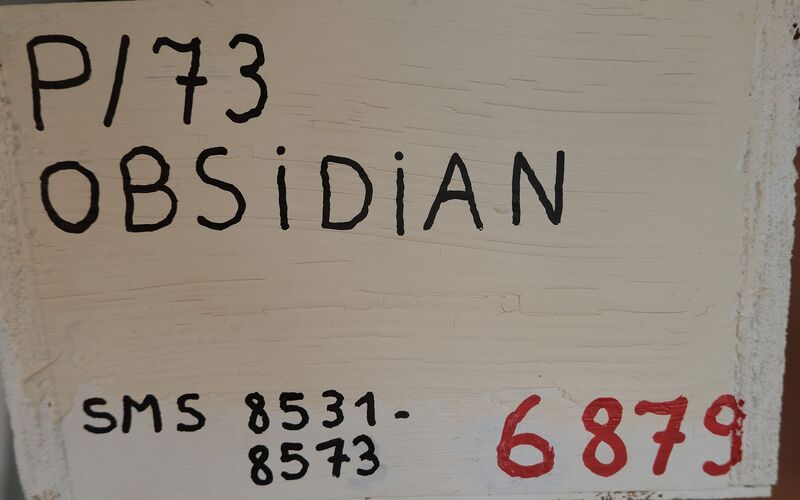 P/73
OBSiDiAN
SMS 8531-
8573
6879